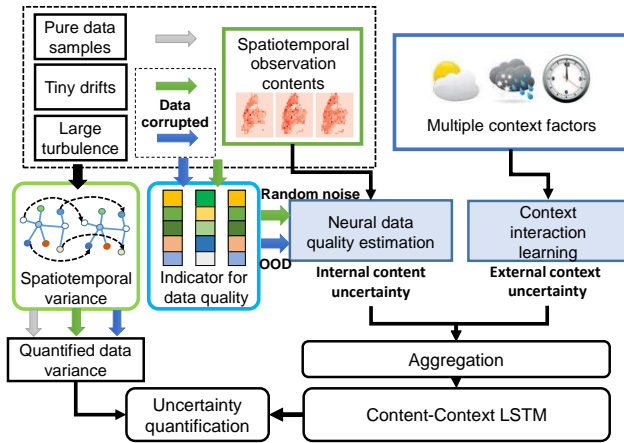 Pure data
samples
Tiny drifts
Large
turbulence
Data
corrupted
Spatiotemporal
observation
contents
Multiple context factors
Spatiotemporal
variance
Indicator for
data quality
Random noise
OOD
Neural data
quality estimation
Internal content
uncertainty
Context
interaction
learning
External context
uncertainty
Quantified data
variance
Aggregation
Uncertainty
quantification
Content-Context LSTM